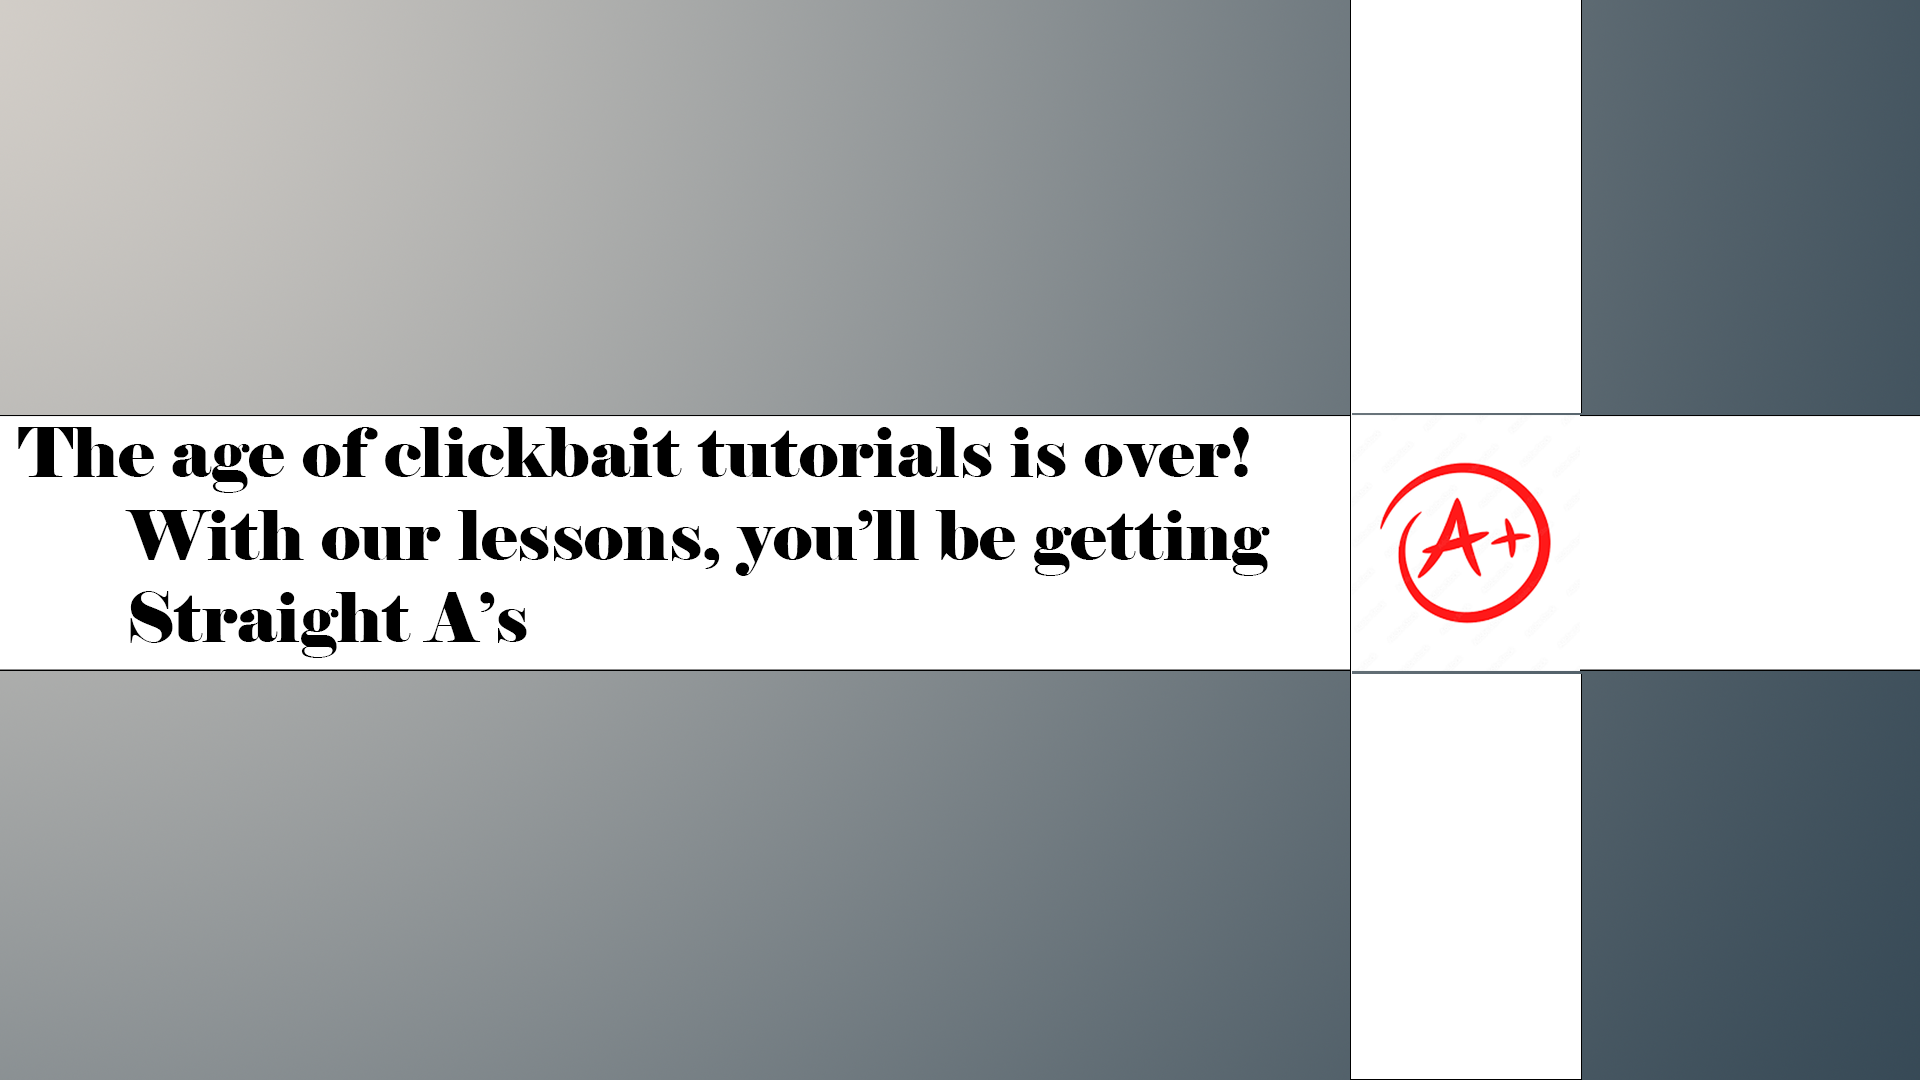 The age of clickbait tutorials is over!
With our lessons, you’ll be getting
Straight A’s
A+